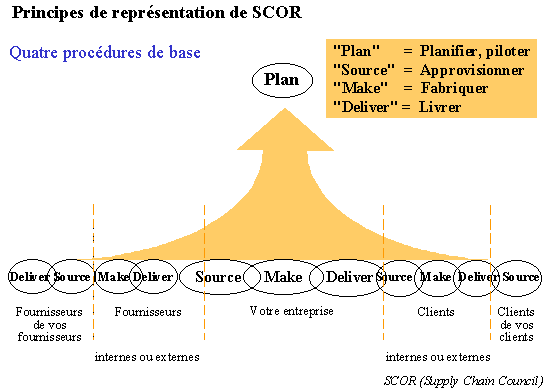 Principes de représentation de SCOR
Quatre procédures de base
"Plan" = Planifier, piloter
"Source" = Approvisionner
"Make" = Fabriquer
"Deliver" = Livrer
Plan
Deliver Source Make Deliver Source Make Deliver Source Make Deliver Source
Fournisseurs de vos fournisseurs
Fournisseurs
Votre entreprise
Clients
Clients de vos clients
internes ou externes
internes ou externes
SCOR (Supply Chain Council)